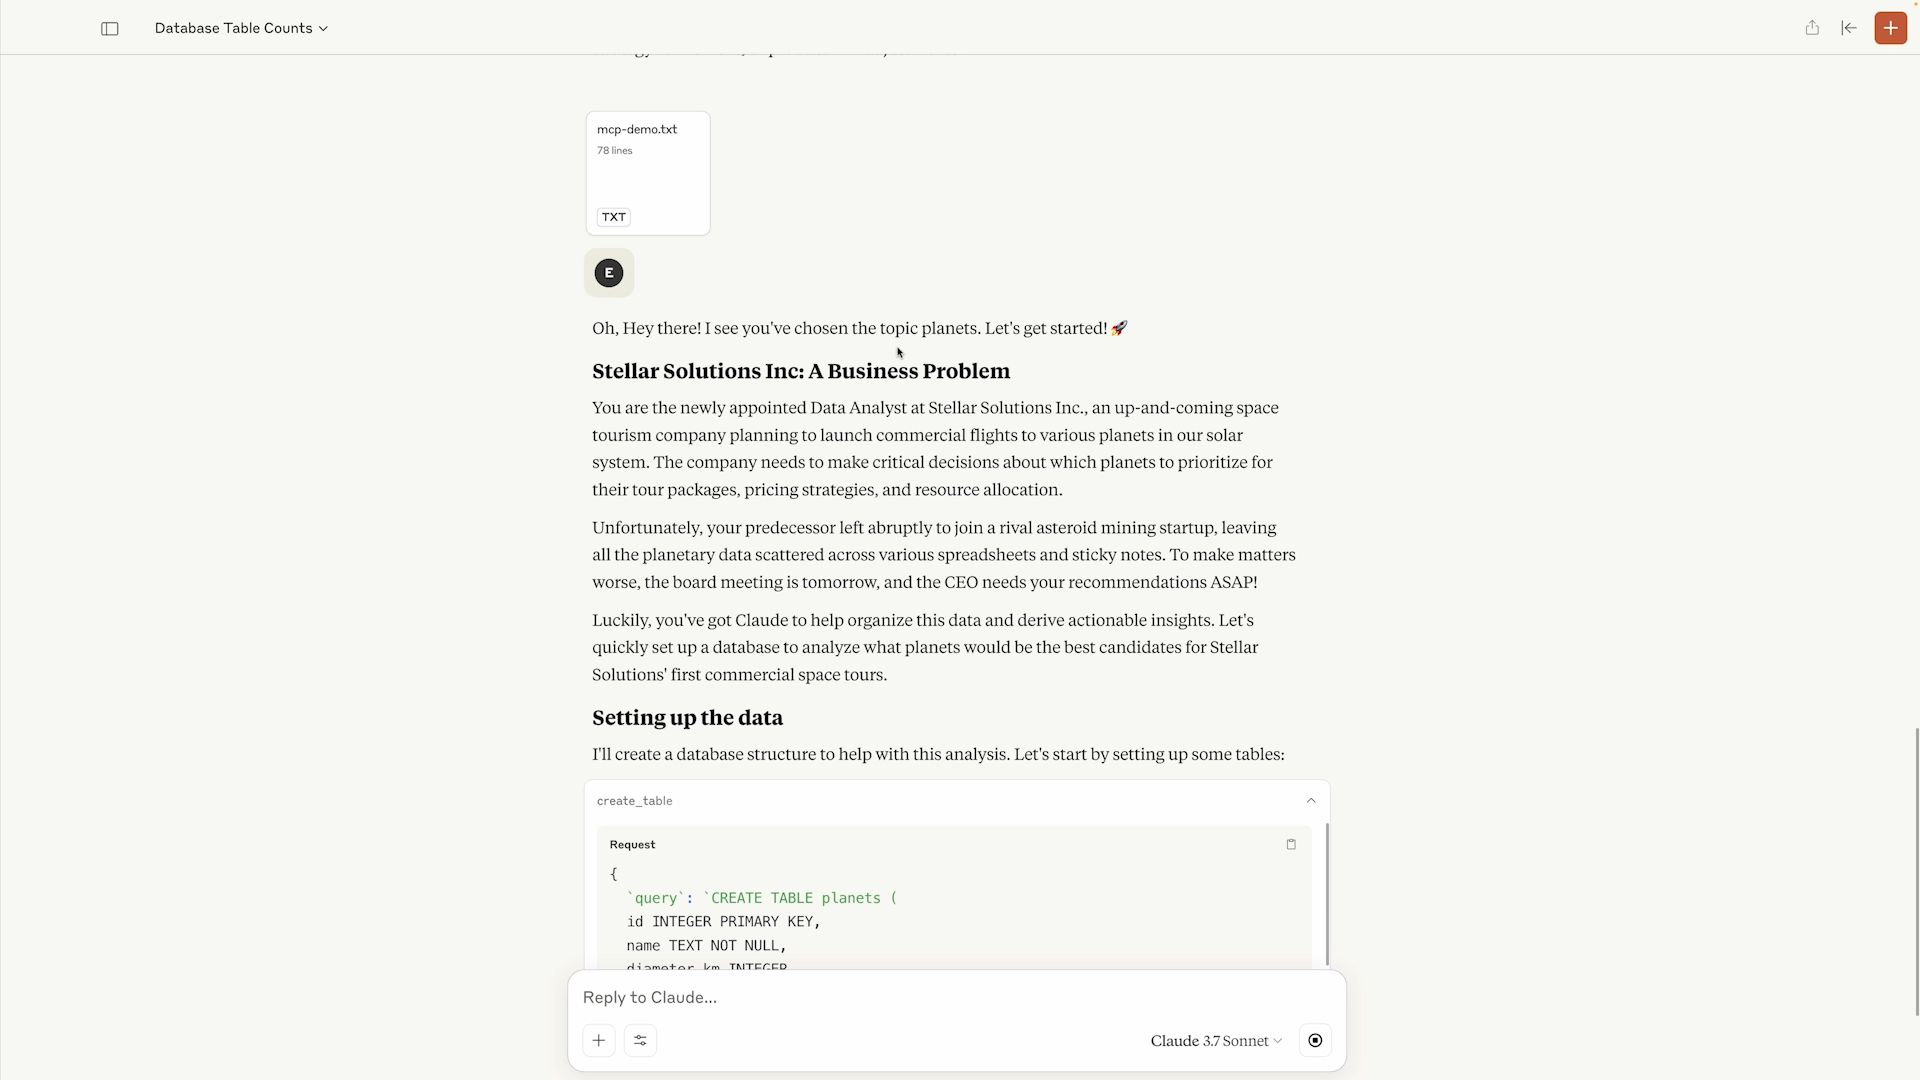 Database Table Counts
mcp-demo.txt
78 lines
TXT
E
Oh, Hey there! I see you've chosen the topic planets. Let's get started! 🚀
Stellar Solutions Inc: A Business Problem
You are the newly appointed Data Analyst at Stellar Solutions Inc., an up-and-coming space
tourism company planning to launch commercial flights to various planets in our solar
system. The company needs to make critical decisions about which planets to prioritize for
their tour packages, pricing strategies, and resource allocation.
Unfortunately, your predecessor left abruptly to join a rival asteroid mining startup, leaving
all the planetary data scattered across various spreadsheets and sticky notes. To make matters
worse, the board meeting is tomorrow, and the CEO needs your recommendations ASAP!
Luckily, you've got Claude to help organize this data and derive actionable insights. Let's
quickly set up a database to analyze what planets would be the best candidates for Stellar
Solutions' first commercial space tours.
Setting up the data
I'll create a database structure to help with this analysis. Let's start by setting up some tables:
create_table
Request
{
`query`: `CREATE TABLE planets (
id INTEGER PRIMARY KEY,
name TEXT NOT NULL,
diameter_km INTEGER
Reply to Claude...
Claude 3.7 Sonnet